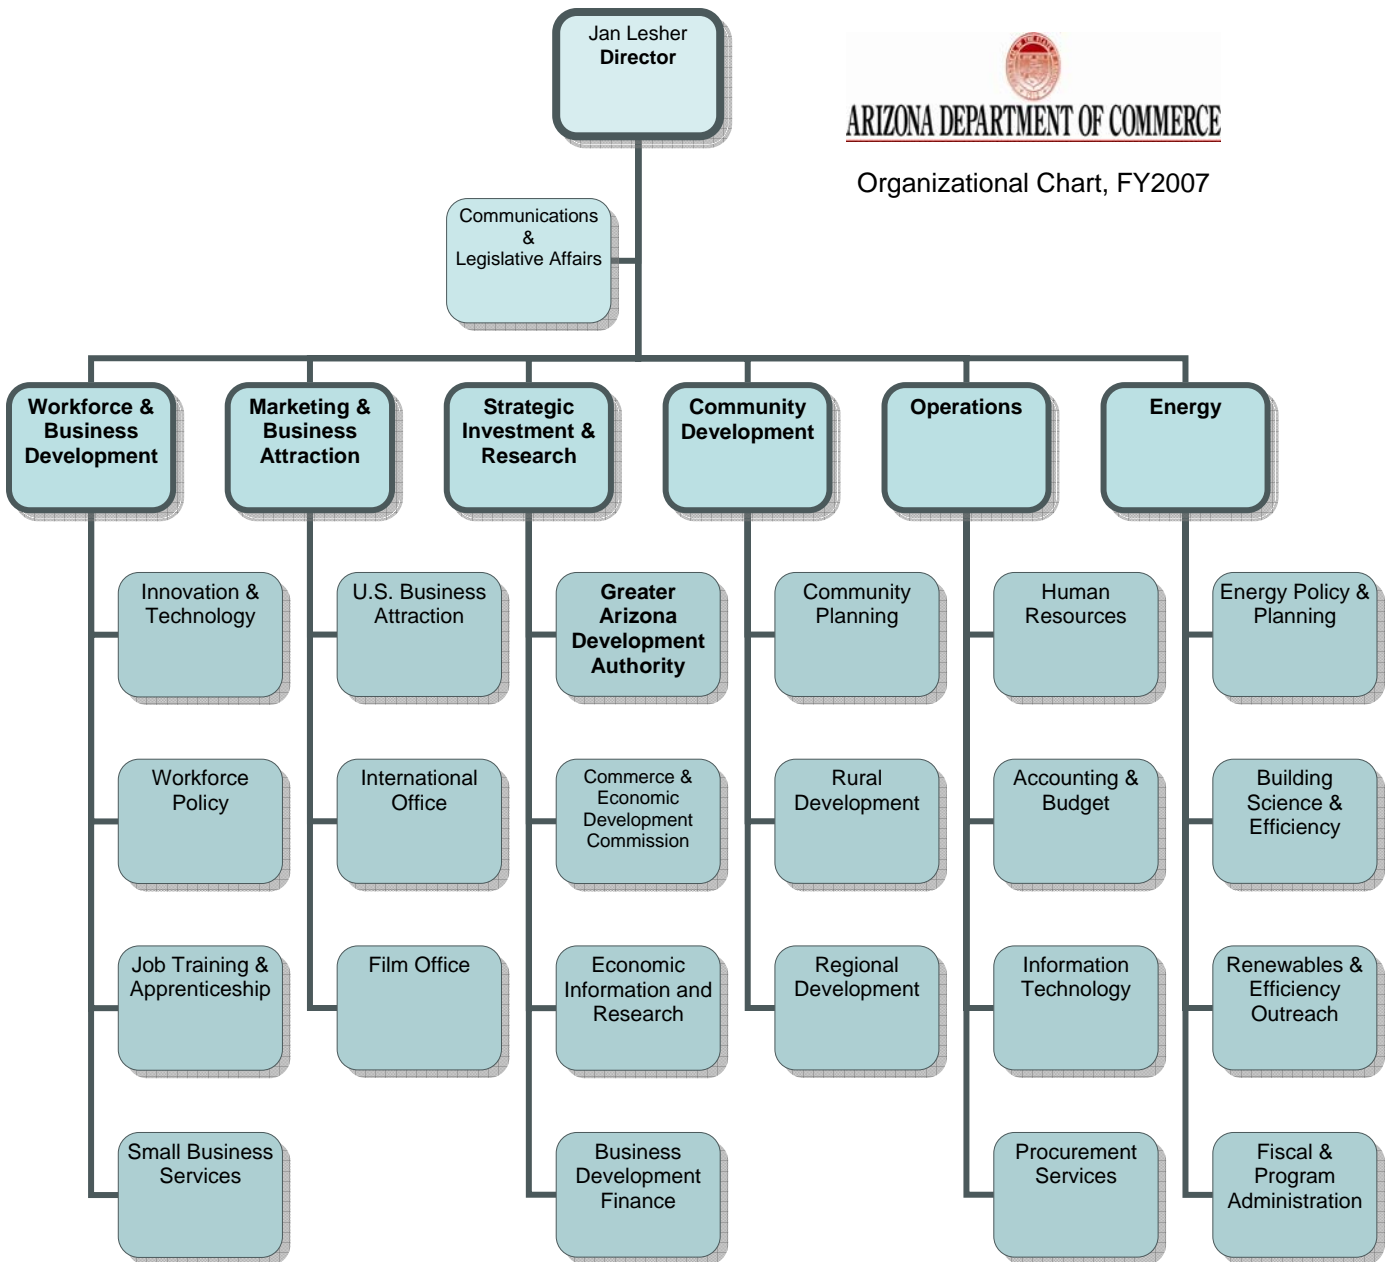 Jan Lesher
Director
ARIZONA DEPARTMENT OF COMMERCE
Organizational Chart, FY2007
Communications
&
Legislative Affairs
Workforce &
Business
Development
Marketing &
Business
Attraction
Strategic
Investment &
Research
Community
Development
Operations
Energy
Innovation &
Technology
U.S. Business
Attraction
Greater
Arizona
Development
Authority
Community
Planning
Human
Resources
Energy Policy &
Planning
Workforce
Policy
International
Office
Commerce &
Economic
Development
Commission
Rural
Development
Accounting &
Budget
Building
Science &
Efficiency
Job Training &
Apprenticeship
Film Office
Economic
Information and
Research
Regional
Development
Information
Technology
Renewables &
Efficiency
Outreach
Small Business
Services
Business
Development
Finance
Procurement
Services
Fiscal &
Program
Administration